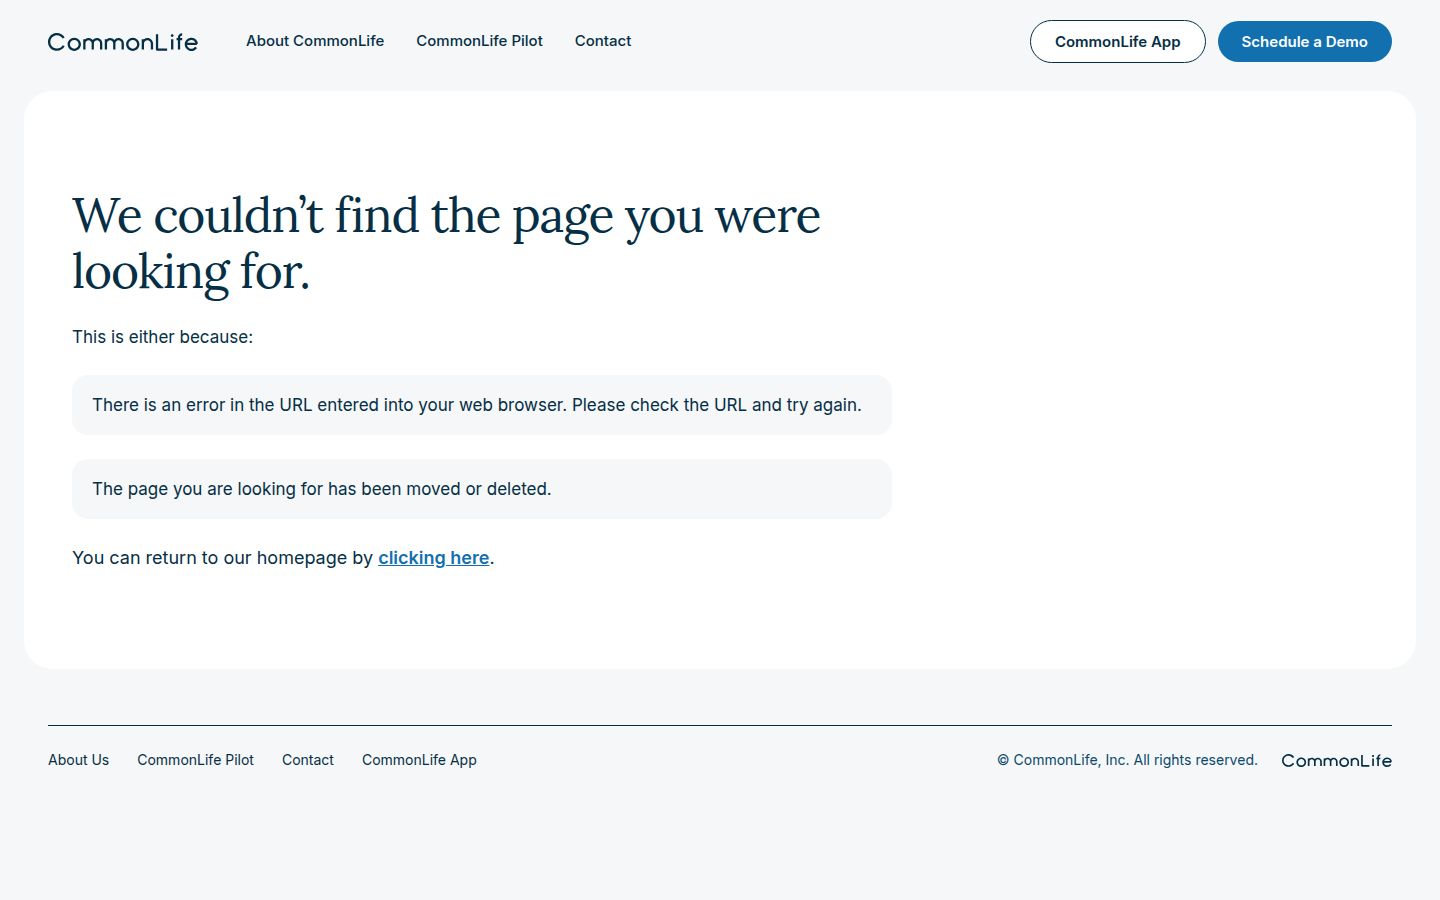 CommonLife
About CommonLife
CommonLife Pilot
Contact
CommonLife App
Schedule a Demo
We couldn’t find the page you were
looking for.
This is either because:
There is an error in the URL entered into your web browser. Please check the URL and try again.
The page you are looking for has been moved or deleted.
You can return to our homepage by clicking here.
About Us
CommonLife Pilot
Contact
CommonLife App
© CommonLife, Inc. All rights reserved.
CommonLife